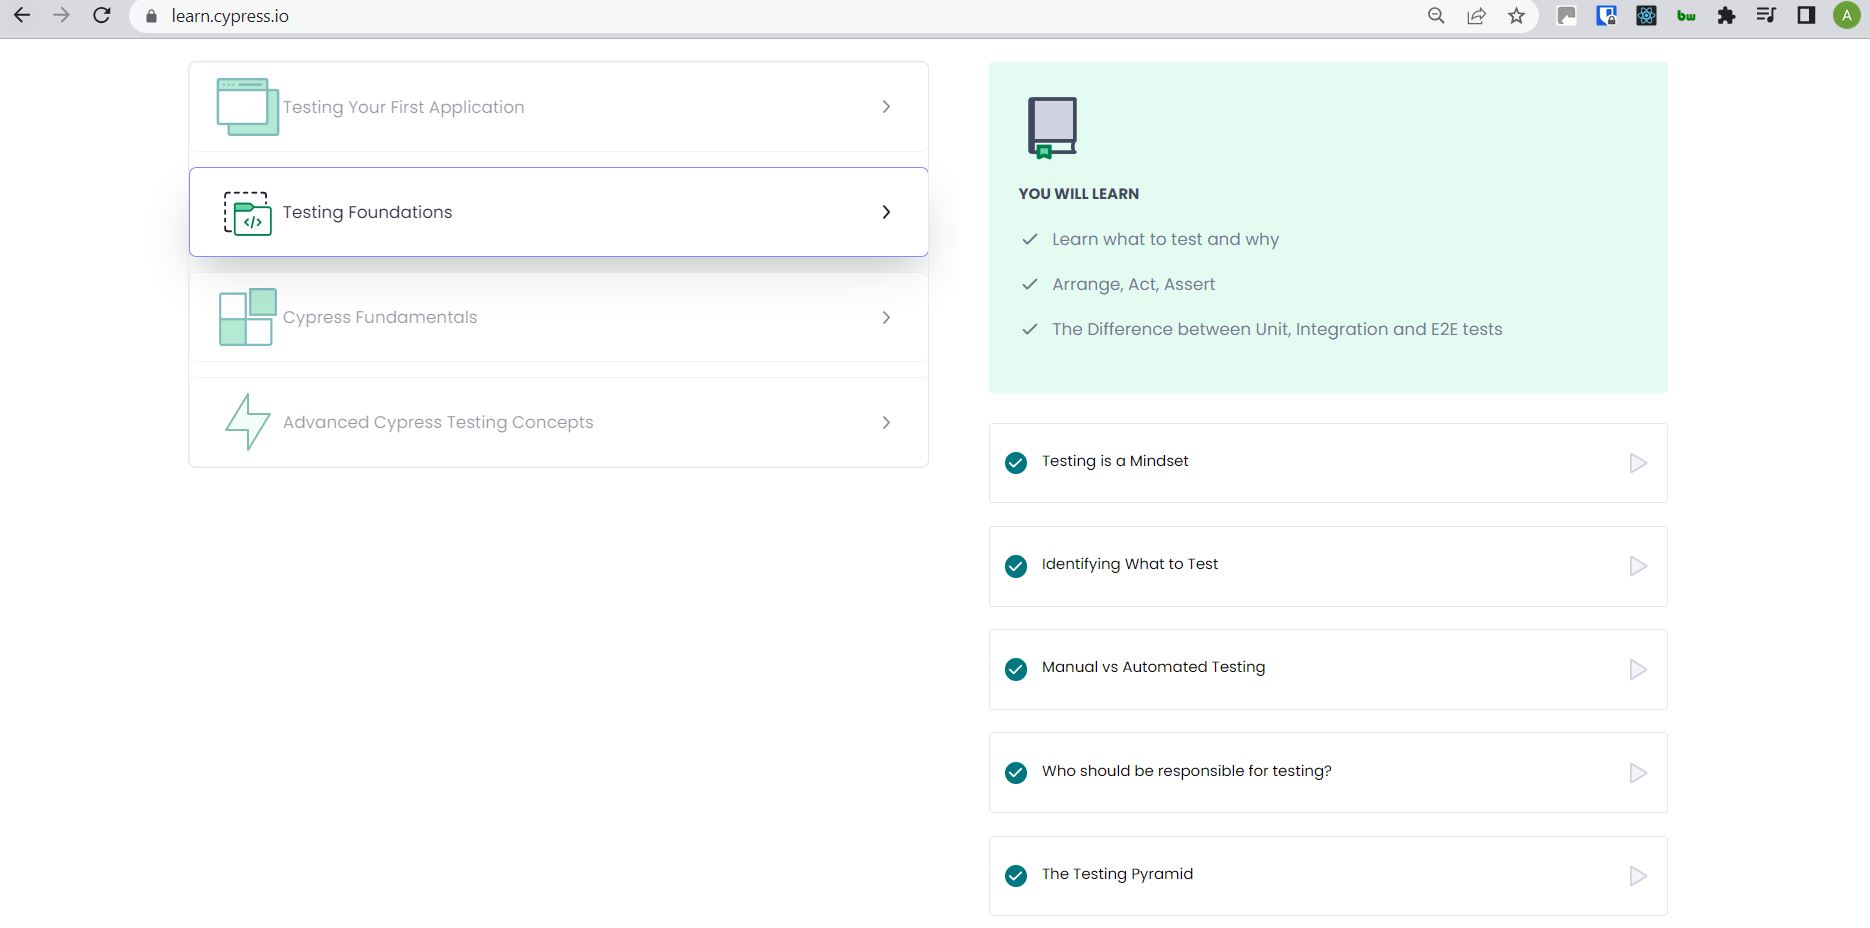 learn.cypress.io
bw
A
Testing Your First Application
Testing Foundations
</>
Cypress Fundamentals
Advanced Cypress Testing Concepts
YOU WILL LEARN
Learn what to test and why
Arrange, Act, Assert
The Difference between Unit, Integration and E2E tests
Testing is a Mindset
Identifying What to Test
Manual vs Automated Testing
Who should be responsible for testing?
The Testing Pyramid